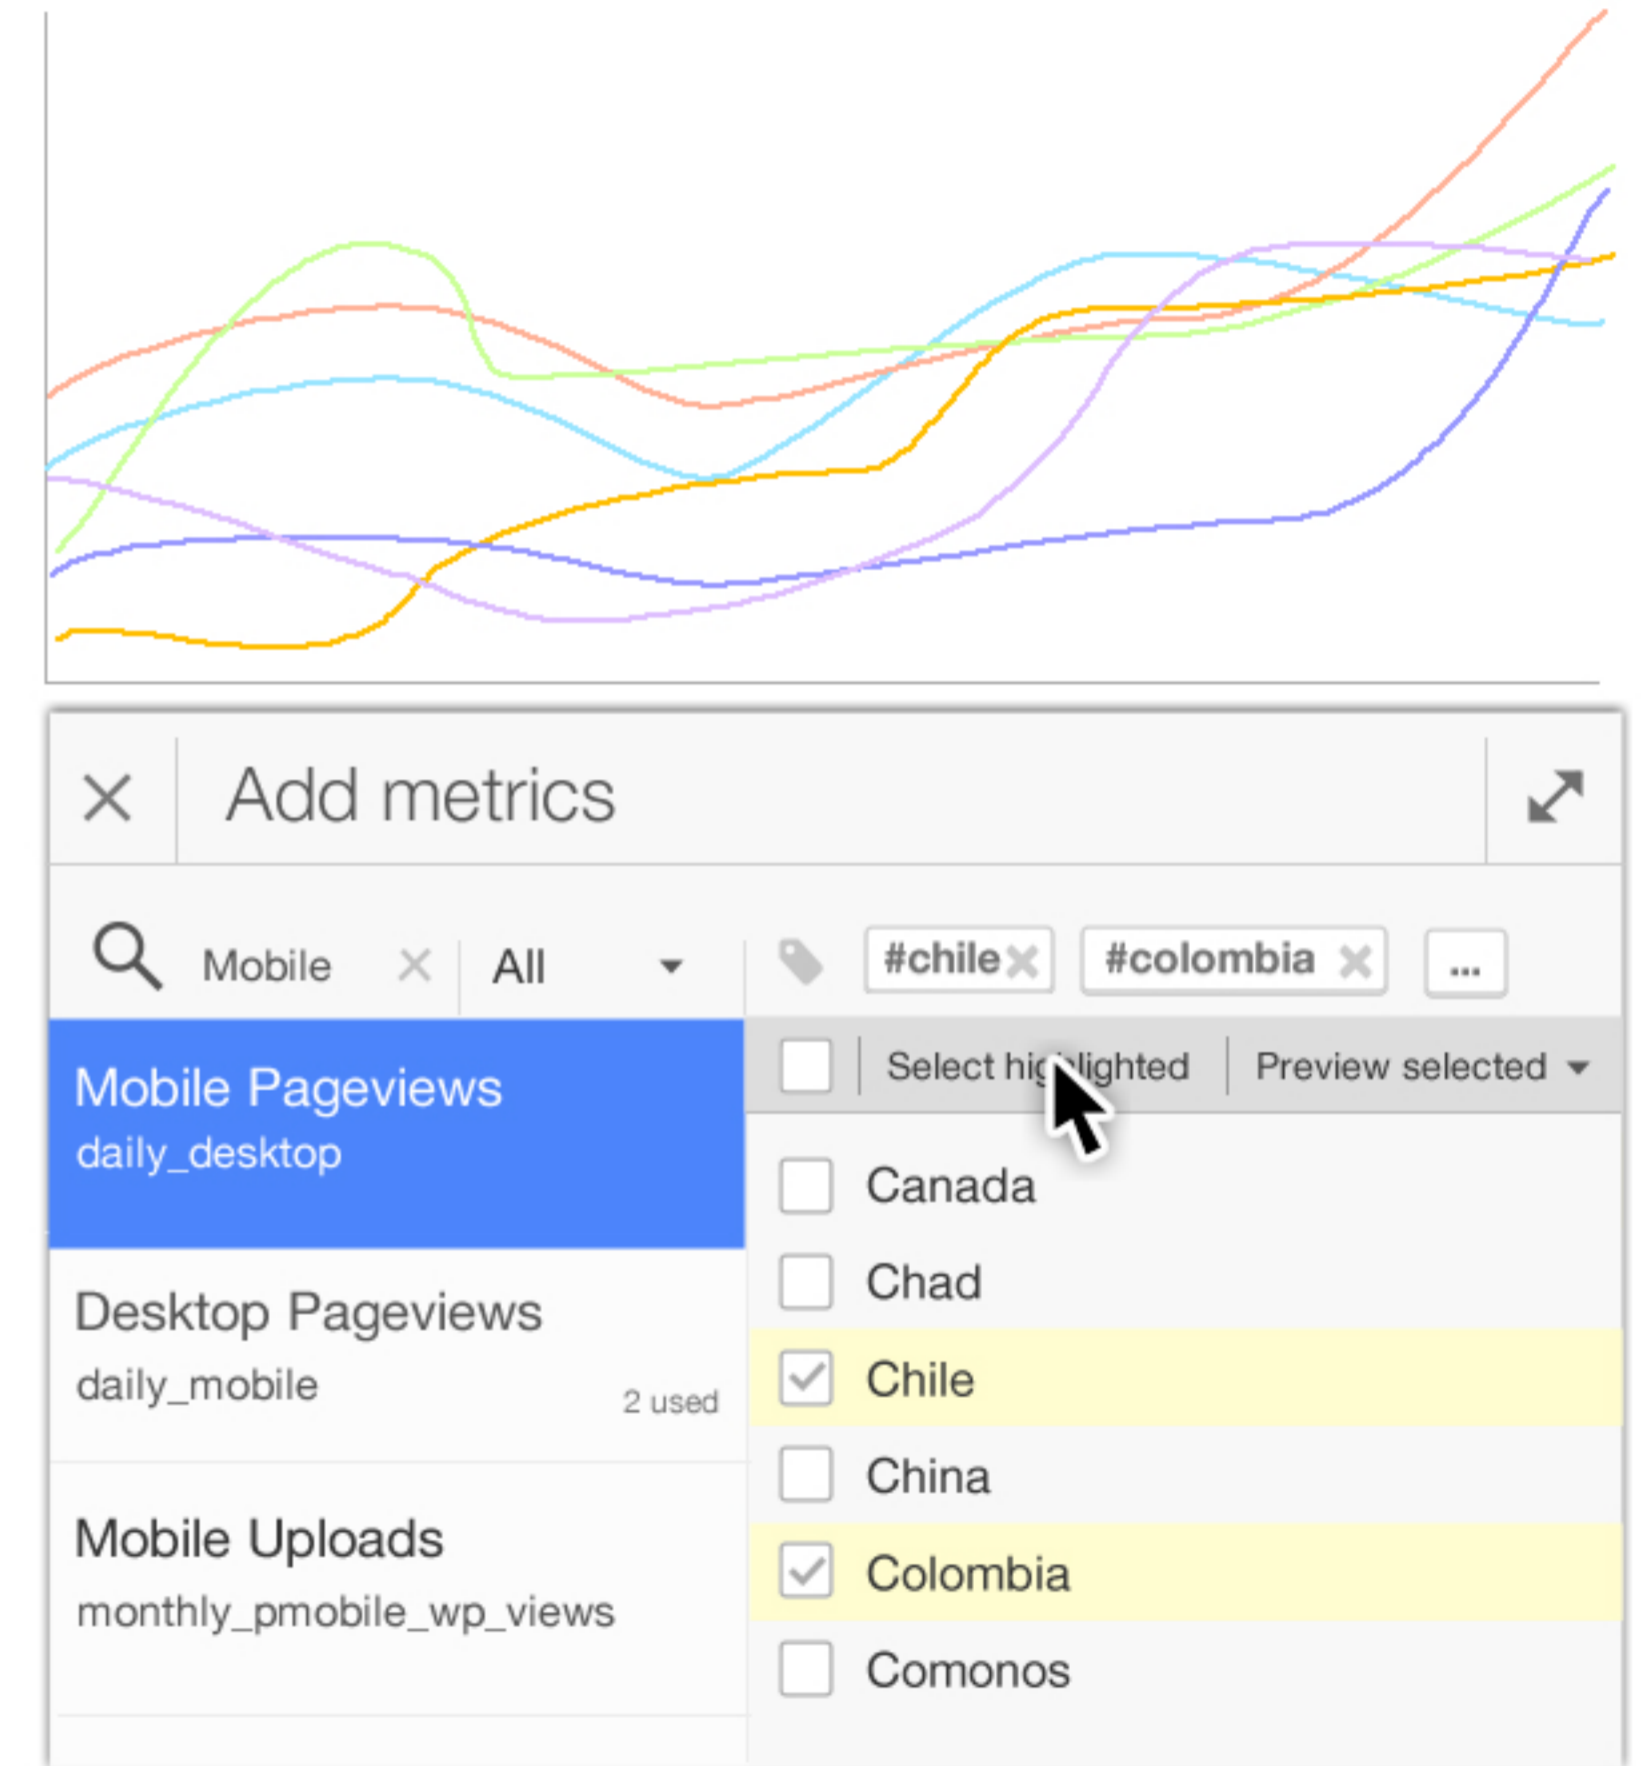 Add metrics
Mobile
All
#chile
#colombia
...
Select highlighted
Preview selected
Mobile Pageviews
daily_desktop
Desktop Pageviews
daily_mobile
2 used
Mobile Uploads
monthly_pmobile_wp_views
Canada
Chad
Chile
China
Colombia
Comonos